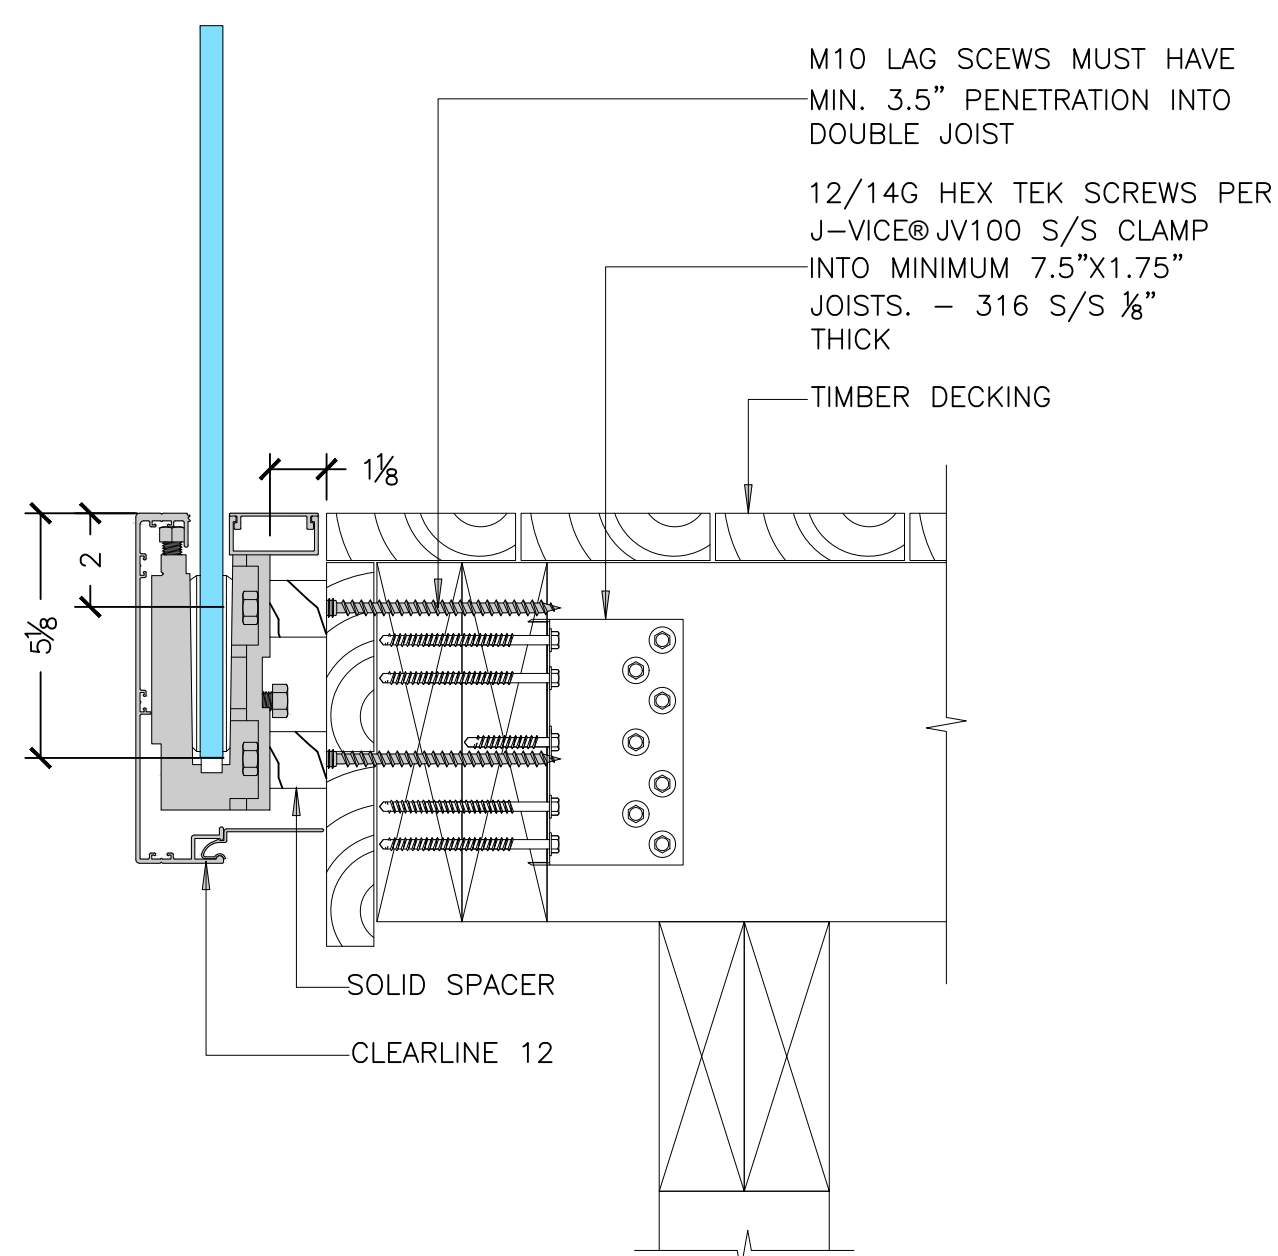 M10 LAG SCEWS MUST HAVE
MIN. 3.5” PENETRATION INTO
DOUBLE JOIST
12/14G HEX TEK SCREWS PER
J–VICE® JV100 S/S CLAMP
INTO MINIMUM 7.5”X1.75”
JOISTS. – 316 S/S ⅛”
THICK
TIMBER DECKING
1⅛
2
5⅛
SOLID SPACER
CLEARLINE 12